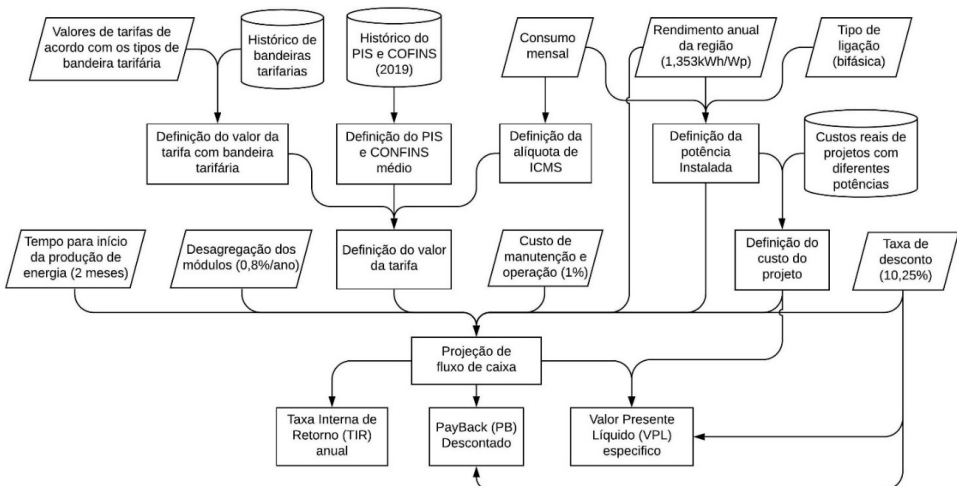 Valores de tarifas de
acordo com os tipos de
bandeira tarifária
Histórico de
bandeiras
tarifarias
Histórico do
PIS e COFINS
(2019)
Consumo
mensal
Rendimento anual
da região
(1,353kWh/Wp)
Tipo de
ligação
(bifásica)
Definição do valor da
tarifa com bandeira
tarifária
Definição do PIS
e CONFINS
médio
Definição da
alíquota de
ICMS
Definição da
potência
Instalada
Custos reais de
projetos com
diferentes
potências
Tempo para início
da produção de
energia (2 meses)
Desagregação dos
módulos (0,8%/ano)
Definição do valor
da tarifa
Custo de
manutenção e
operação (1%)
Definição do
custo do
projeto
Taxa de
desconto
(10,25%)
Projeção de
fluxo de caixa
Taxa Interna de
Retorno (TIR)
anual
PayBack (PB)
Descontado
Valor Presente
Líquido (VPL)
especifico